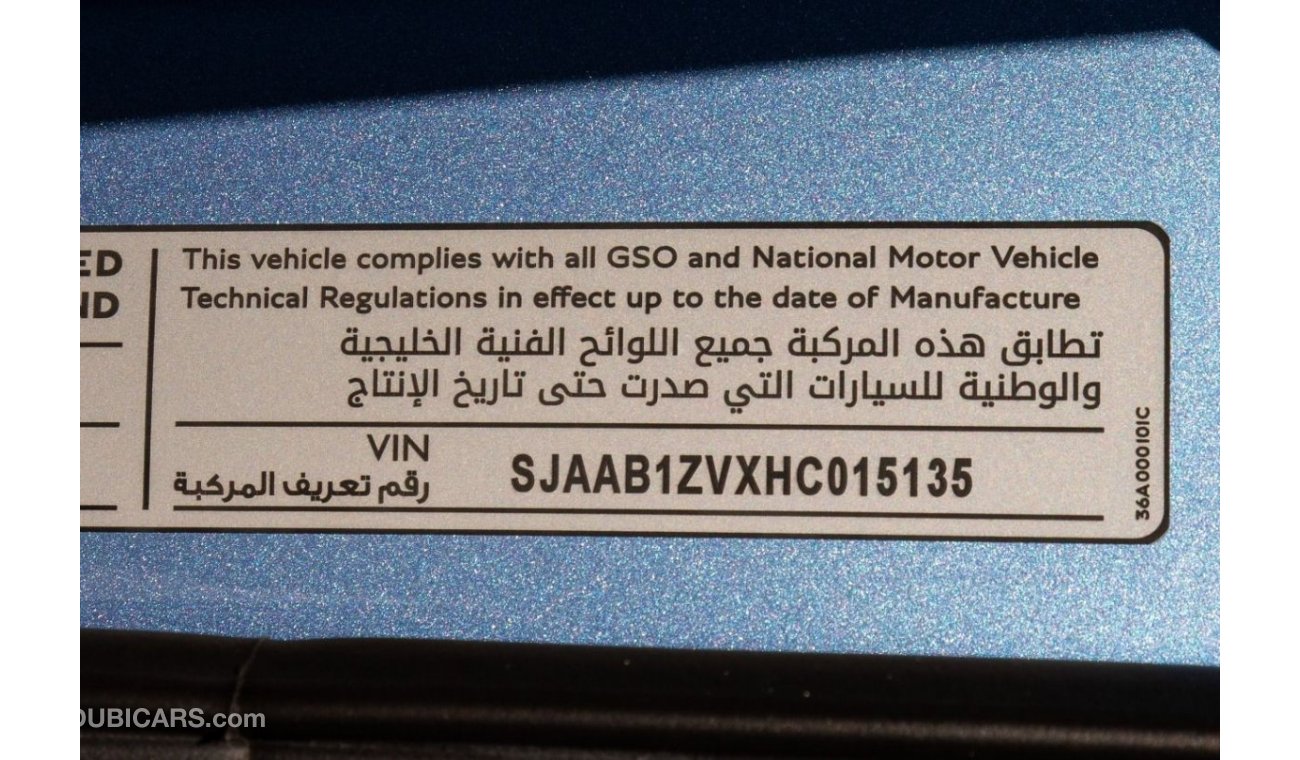 ED
ND
This vehicle complies with all GSO and National Motor Vehicle
Technical Regulations in effect up to the date of Manufacture
تطابق هذه المركبة جميع اللوائح الفنية الخليجية
والوطنية للسيارات التي صدرت حتى تاريخ الإنتاج
VIN
رقم تعريف المركبة
SJAAB1ZVXHC015135
36A000101C
DUBICARS.com